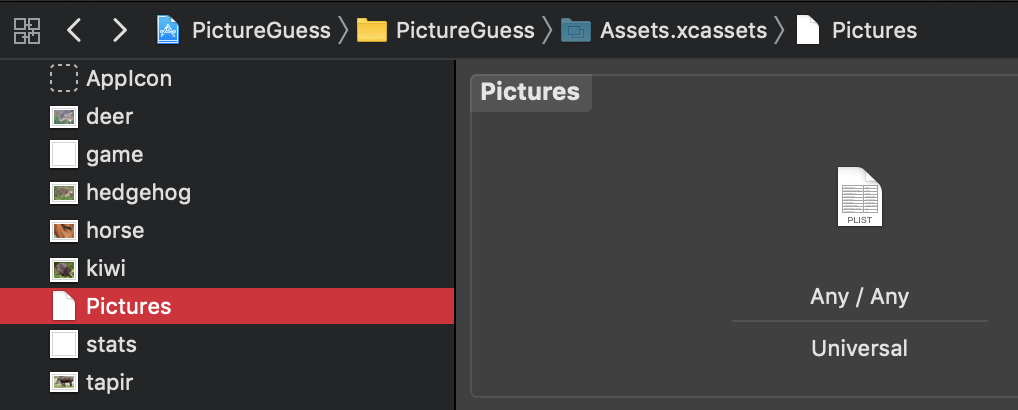 PictureGuess PictureGuess Assets.xcassets Pictures
AppIcon
deer
game
hedgehog
horse
kiwi
Pictures
stats
tapir
Pictures
PLIST
Any / Any
Universal